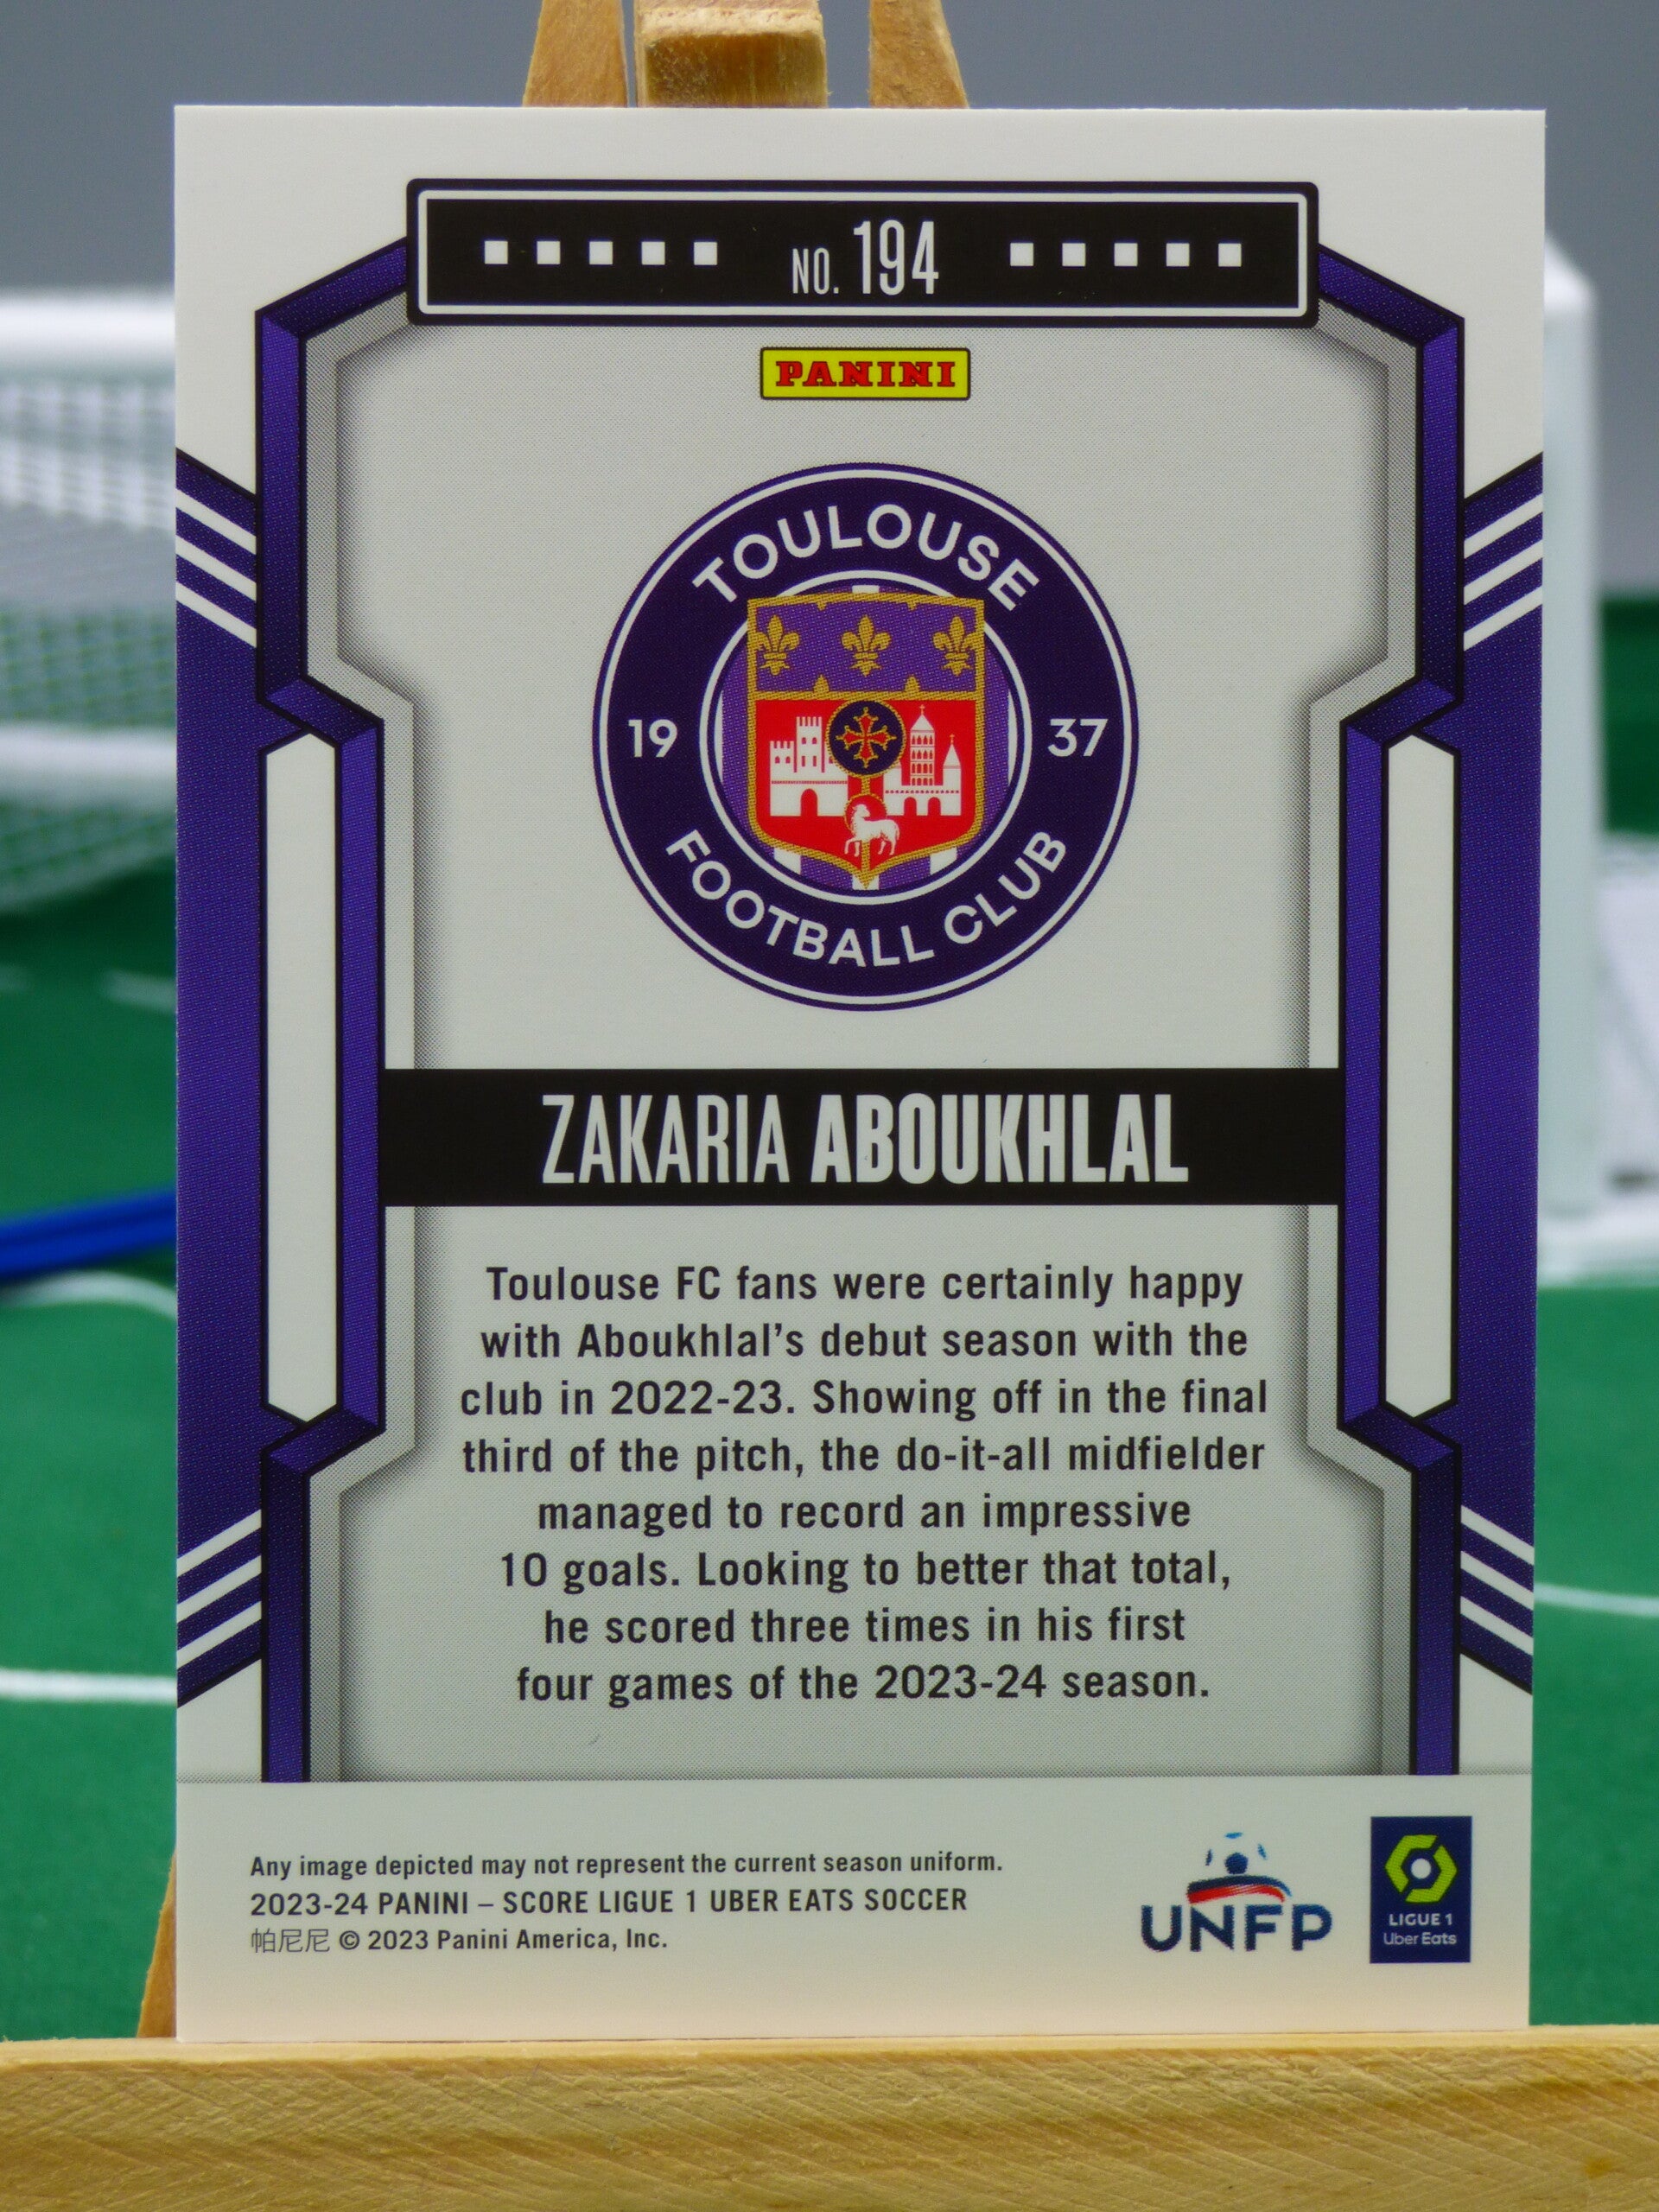 NO. 194
PANINI
TOULOUSE
19 37
FOOTBALL CLUB
ZAKARIA ABOUKHLAL
Toulouse FC fans were certainly happy
with Aboukhlal's debut season with the
club in 2022-23. Showing off in the final
third of the pitch, the do-it-all midfielder
managed to record an impressive
10 goals. Looking to better that total,
he scored three times in his first
four games of the 2023-24 season.
Any image depicted may not represent the current season uniform.
2023-24 PANINI – SCORE LIGUE 1 UBER EATS SOCCER
帕尼尼 © 2023 Panini America, Inc.
UNFP
LIGUE 1
Uber Eats